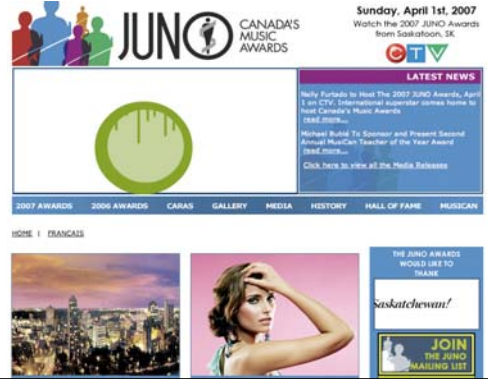 JUNO
CANADA'S
MUSIC
AWARDS
Sunday, April 1st, 2007
Watch the 2007 JUNO Awards
from Saskatoon, SK
CTV
LATEST NEWS
Nelly Furtado to Host The 2007 JUNO Awards, April
1 on CTV. International superstar comes home to
host Canada's Music Awards
read more...
Michael Bublé To Sponsor and Present Second
Annual MusiCan Teacher of the Year Award
read more...
Click here to view all the Media Releases
2007 AWARDS 2006 AWARDS CARAS GALLERY MEDIA HISTORY HALL OF FAME MUSICAN
HOME | FRANCAIS
THE JUNO AWARDS
WOULD LIKE TO
THANK
Saskatchewan!
JOIN
THE JUNO
MAILING LIST